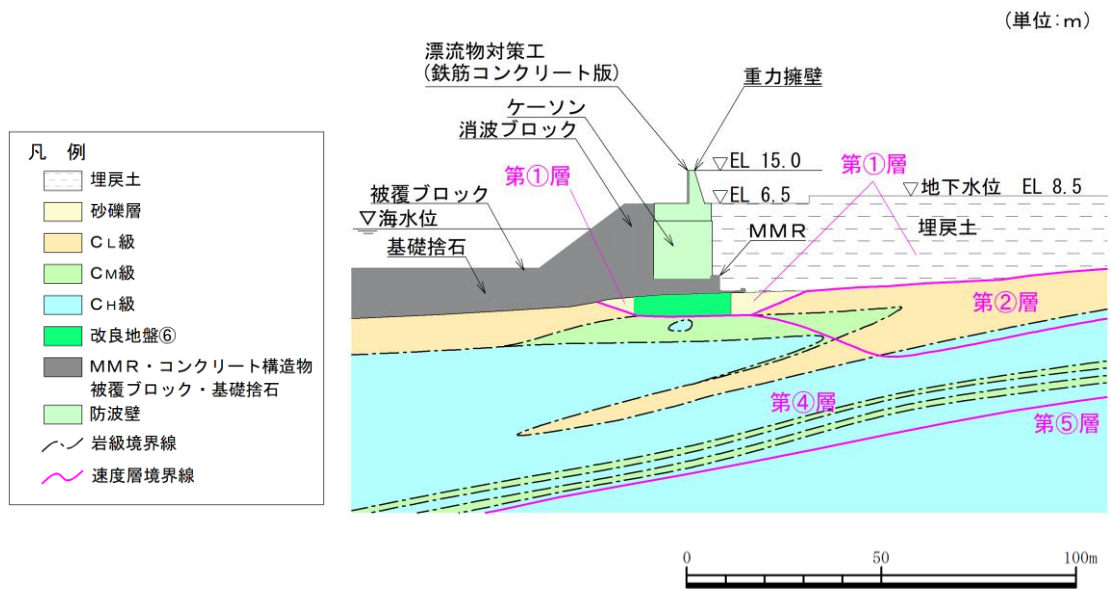 (単位:m)
漂流物対策工
(鉄筋コンクリート版)
重力擁壁
ケーソン
消波ブロック
▽EL 15.0
第①層
第①層
▽EL 6.5
▽地下水位 EL 8.5
被覆ブロック
▽海水位
MMR
埋戻土
基礎捨石
第②層
第④層
第⑤層
凡 例
埋戻土
砂礫層
CL級
CM級
CH級
改良地盤⑥
MMR・コンクリート構造物
被覆ブロック・基礎捨石
防波壁
岩級境界線
速度層境界線
0 50 100m